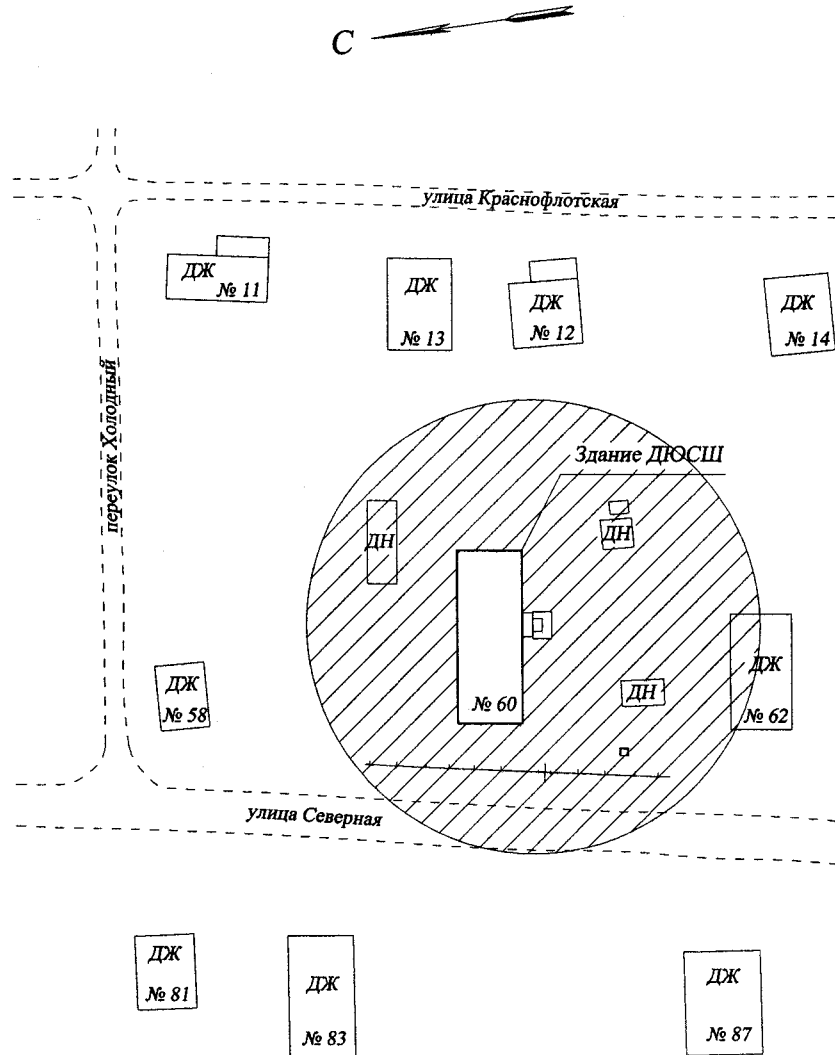 С
улица Краснофлотская
ДЖ
№ 11
ДЖ
№ 13
ДЖ
№ 12
ДЖ
№ 14
переулок Холодный
Здание ДЮСШ
ДН
ДН
ДЖ
№ 58
№ 60
ДН
ДЖ
№ 62
улица Северная
ДЖ
№ 81
ДЖ
№ 83
ДЖ
№ 87